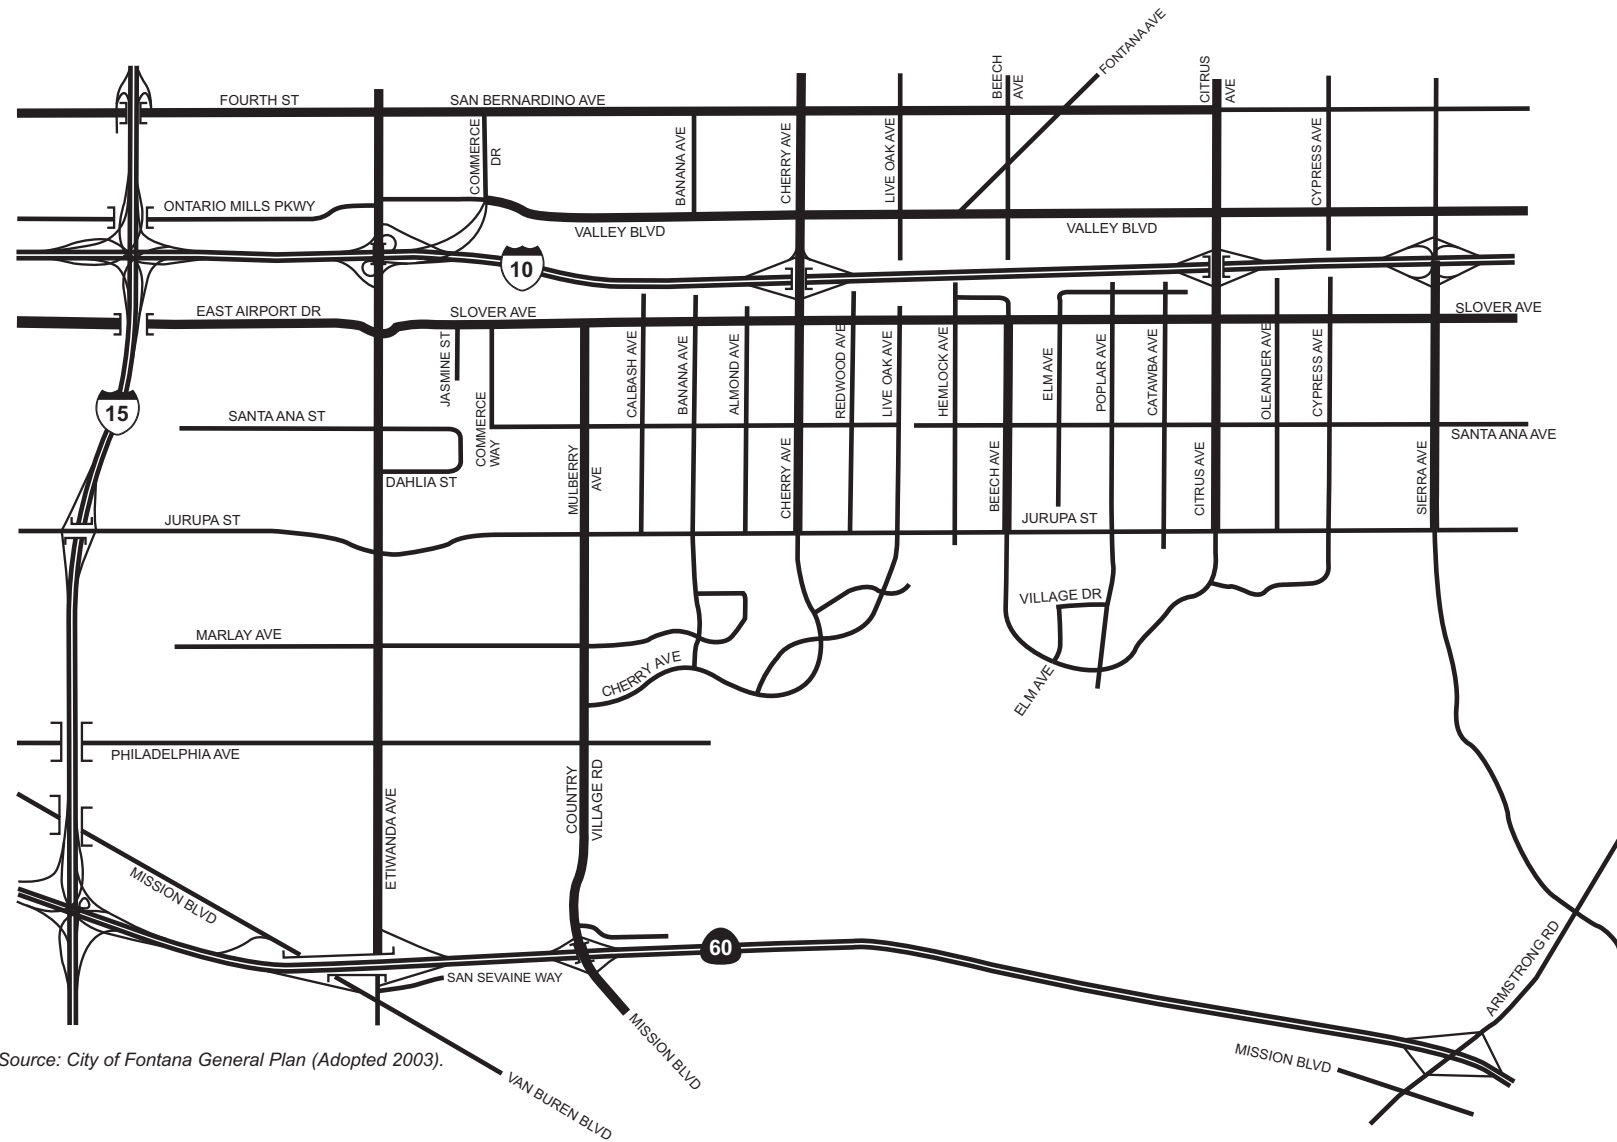 FONTANA AVE
BEECH
AVE
CITRUS
AVE
FOURTH ST
SAN BERNARDINO AVE
COMMERCE
DR
BANANA AVE
CHERRY AVE
LIVE OAK AVE
CYPRESS AVE
ONTARIO MILLS PKWY
VALLEY BLVD
VALLEY BLVD
10
EAST AIRPORT DR
SLOVER AVE
SLOVER AVE
JASMINE ST
CALBASH AVE
BANANA AVE
ALMOND AVE
REDWOOD AVE
LIVE OAK AVE
HEMLOCK AVE
ELM AVE
POPLAR AVE
CATAWBA AVE
OLEANDER AVE
CYPRESS AVE
15
SANTA ANA ST
COMMERCE
WAY
SANTA ANA AVE
DAHLIA ST
MULBERRY
AVE
CHERRY AVE
BEECH AVE
CITRUS AVE
SIERRA AVE
JURUPA ST
JURUPA ST
VILLAGE DR
MARLAY AVE
CHERRY AVE
ELM AVE
PHILADELPHIA AVE
COUNTRY
VILLAGE RD
ETIWANDA AVE
MISSION BLVD
60
SAN SEVAINE WAY
ARMSTRONG RD
MISSION BLVD
MISSION BLVD
Source: City of Fontana General Plan (Adopted 2003).
VAN BUREN BLVD